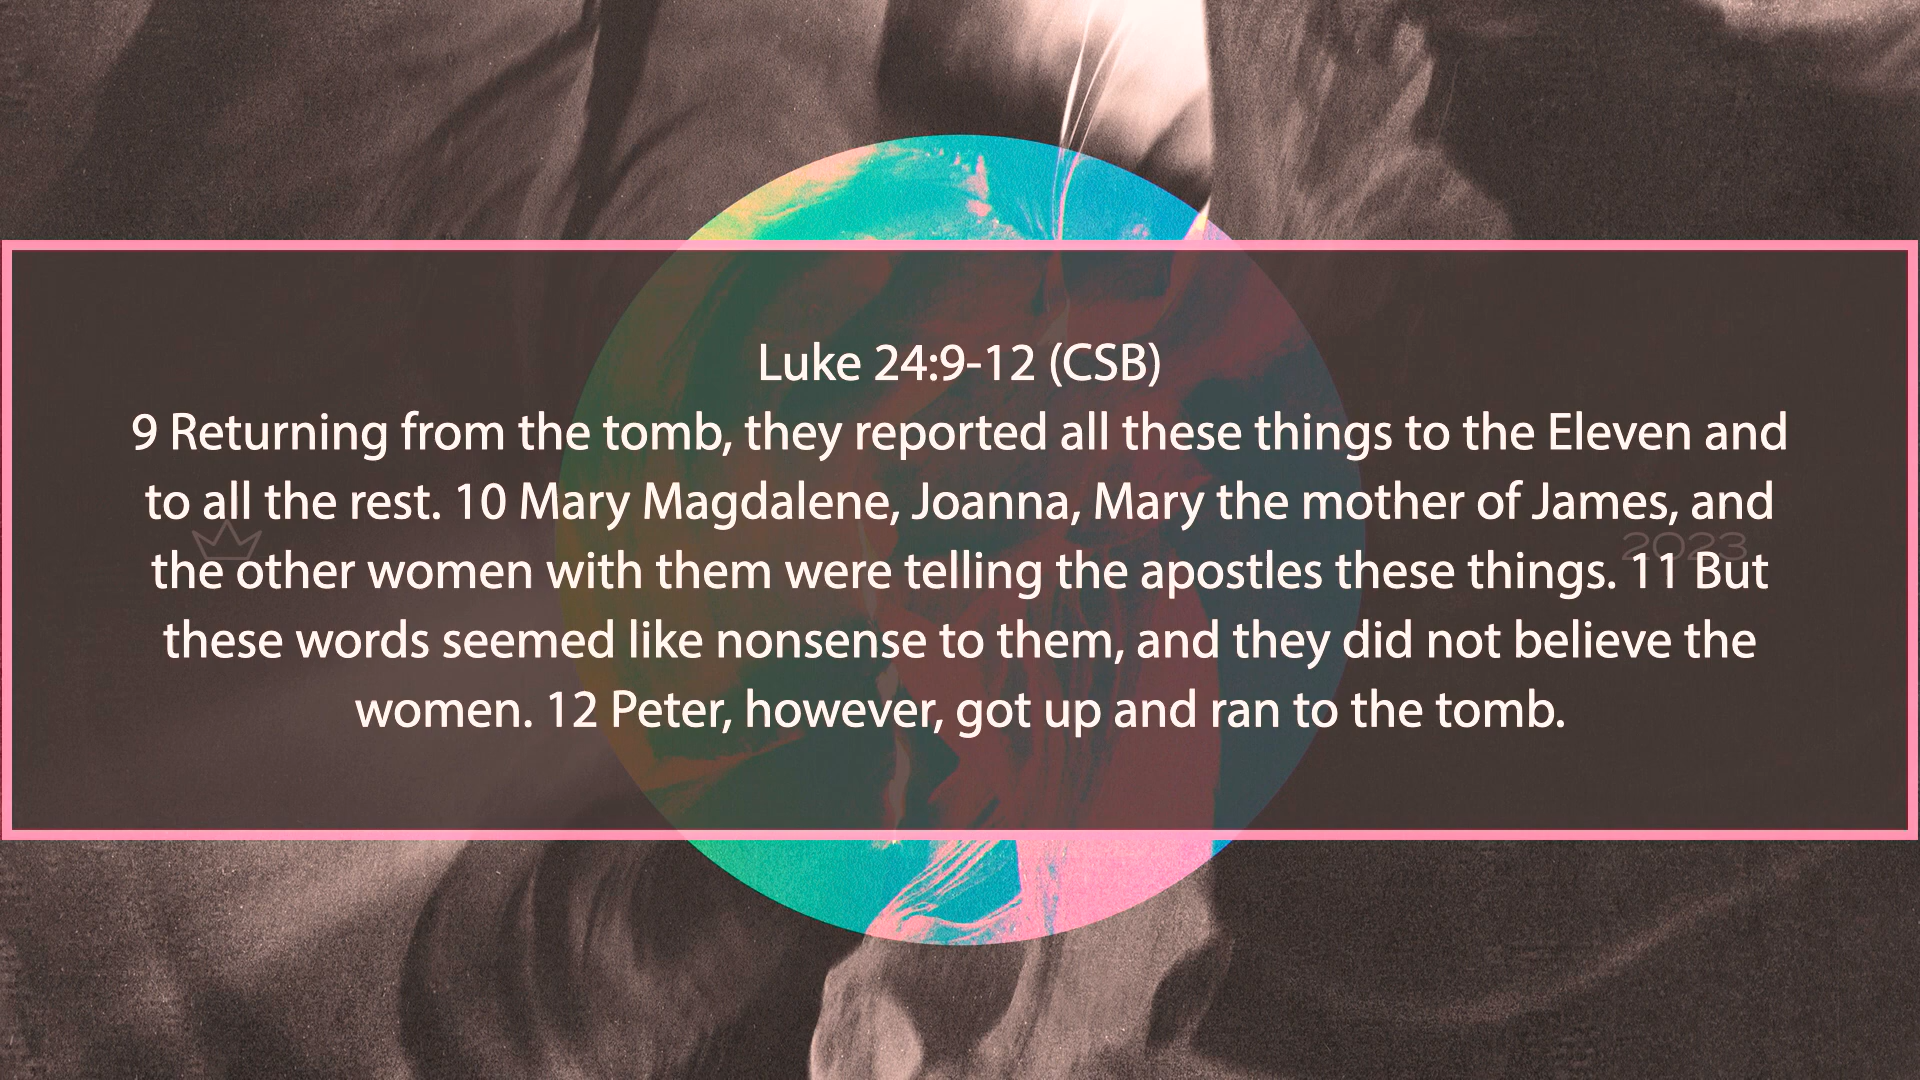 Luke 24:9-12 (CSB)
9 Returning from the tomb, they reported all these things to the Eleven and
to all the rest. 10 Mary Magdalene, Joanna, Mary the mother of James, and
2023
the other women with them were telling the apostles these things. 11 But
these words seemed like nonsense to them, and they did not believe the
women. 12 Peter, however, got up and ran to the tomb.